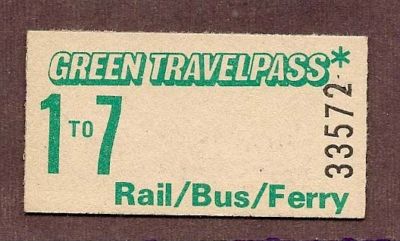 GREEN TRAVELPASS*
1 TO 7
33572
Rail/Bus/Ferry